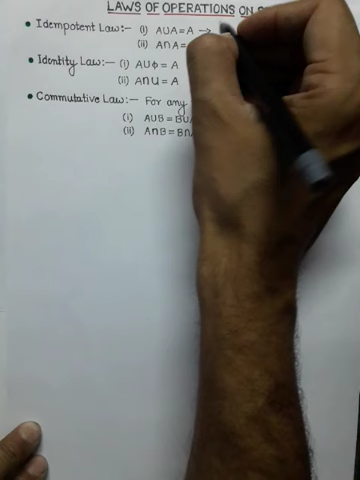 LAWS OF OPERATIONS ON
• Idempotent Law:- (i) A∪A=A →
(ii) A∩A=
• Identity Law:- (i) A∪Φ = A
(ii) A∩U = A
• Commutative Law:- For any
(i) A∪B = B∪
(ii) A∩B = B∩